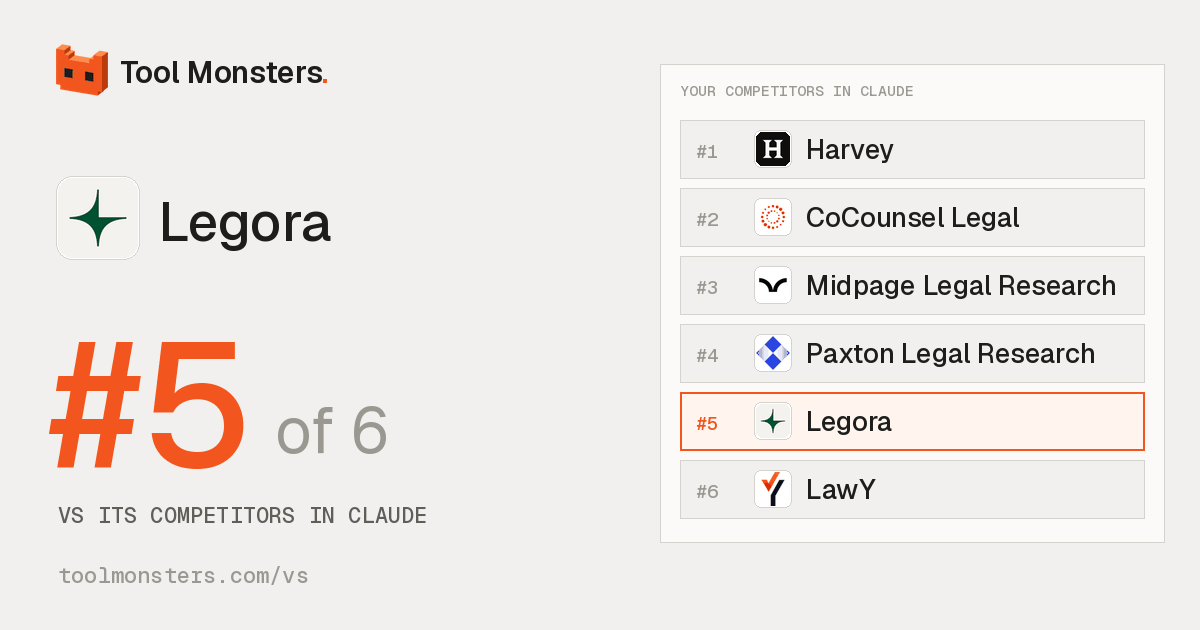 Tool Monsters.
Legora
#5 of 6
VS ITS COMPETITORS IN CLAUDE
toolmonsters.com/vs
YOUR COMPETITORS IN CLAUDE
#1 H Harvey
#2 CoCounsel Legal
#3 Midpage Legal Research
#4 Paxton Legal Research
#5 Legora
#6 LawY